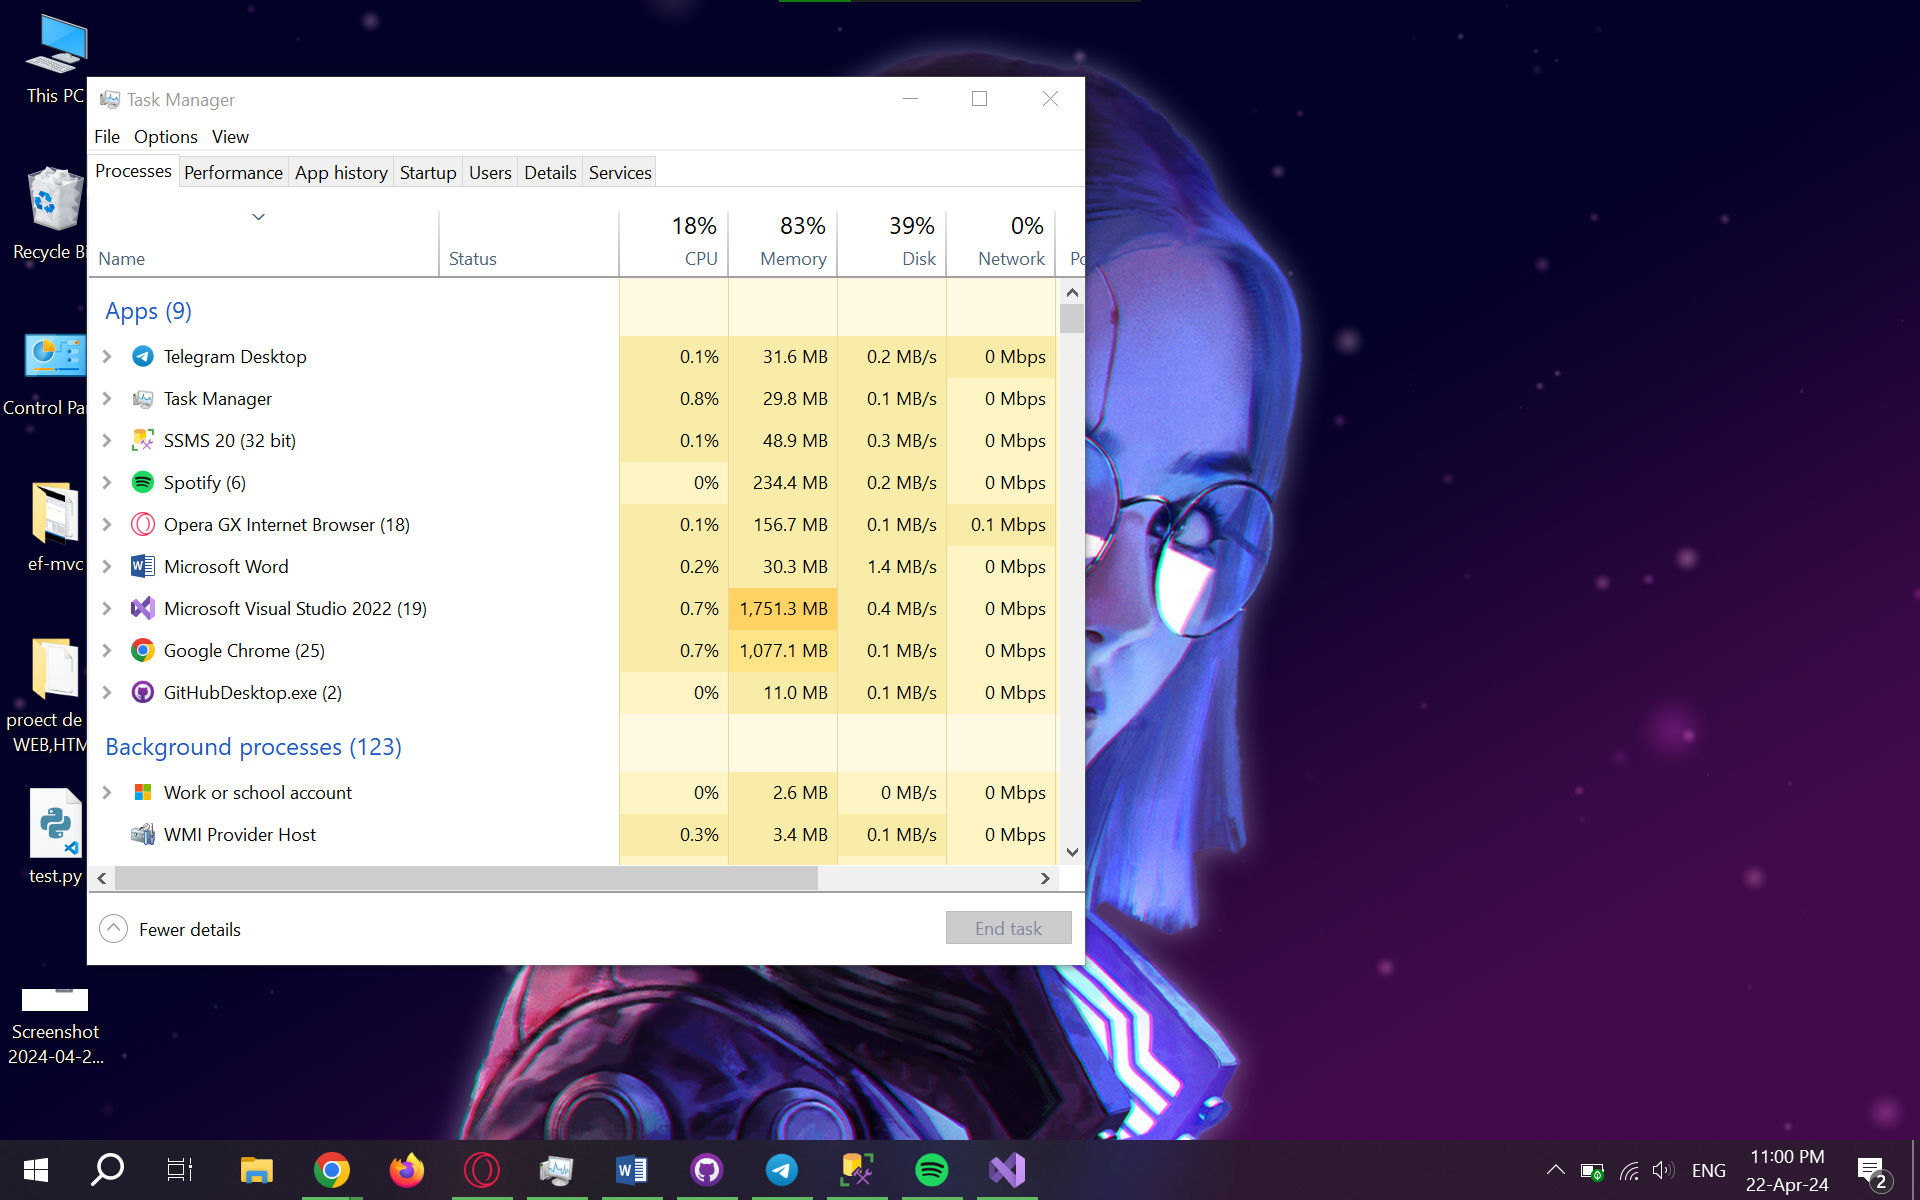 This PC
Recycle Bi
Control Pa
ef-mvc
proect de
WEB,HTM
test.py
Screenshot
2024-04-2...
Task Manager
File Options View
Processes Performance App history Startup Users Details Services
18% 83% 39% 0%
Name Status CPU Memory Disk Network Po
Apps (9)
Telegram Desktop 0.1% 31.6 MB 0.2 MB/s 0 Mbps
Task Manager 0.8% 29.8 MB 0.1 MB/s 0 Mbps
SSMS 20 (32 bit) 0.1% 48.9 MB 0.3 MB/s 0 Mbps
Spotify (6) 0% 234.4 MB 0.2 MB/s 0 Mbps
Opera GX Internet Browser (18) 0.1% 156.7 MB 0.1 MB/s 0.1 Mbps
Microsoft Word 0.2% 30.3 MB 1.4 MB/s 0 Mbps
Microsoft Visual Studio 2022 (19) 0.7% 1,751.3 MB 0.4 MB/s 0 Mbps
Google Chrome (25) 0.7% 1,077.1 MB 0.1 MB/s 0 Mbps
GitHubDesktop.exe (2) 0% 11.0 MB 0.1 MB/s 0 Mbps
Background processes (123)
Work or school account 0% 2.6 MB 0 MB/s 0 Mbps
WMI Provider Host 0.3% 3.4 MB 0.1 MB/s 0 Mbps
Fewer details End task
ENG
11:00 PM
22-Apr-24
2